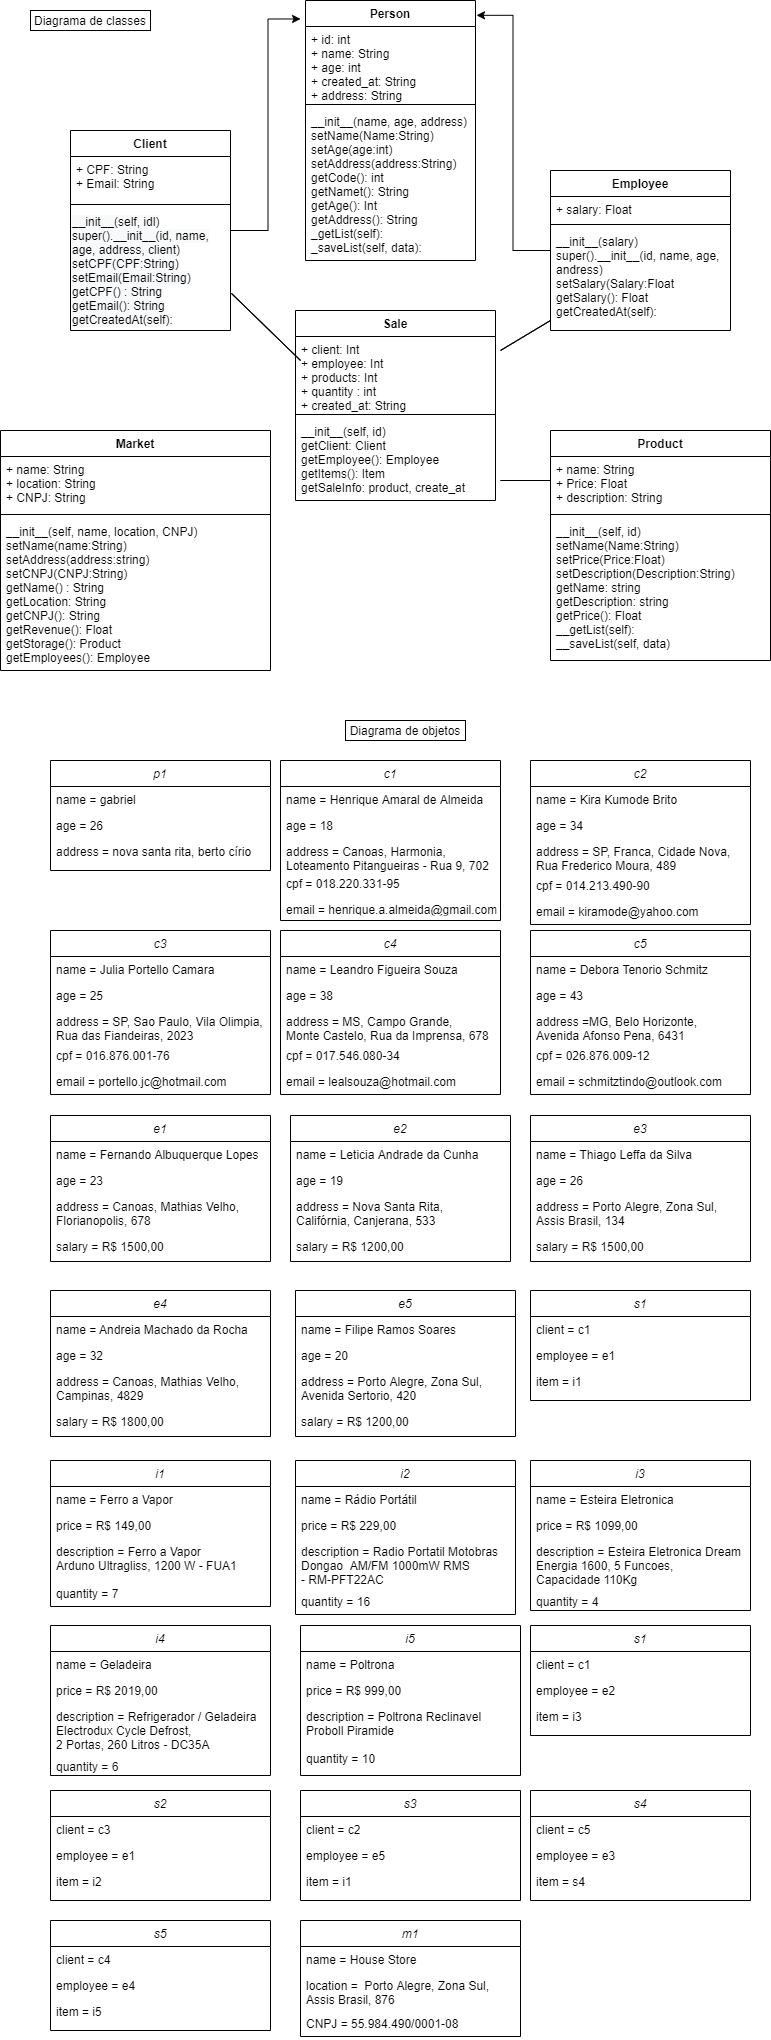 Diagrama de classes
Person
+ id: int
+ name: String
+ age: int
+ created_at: String
+ address: String
__init__(name, age, address)
setName(Name:String)
setAge(age:int)
setAddress(address:String)
getCode(): int
getNamet(): String
getAge(): Int
getAddress(): String
_getList(self):
_saveList(self, data):
Client
+ CPF: String
+ Email: String
__init__(self, idl)
super().__init__(id, name,
age, address, client)
setCPF(CPF:String)
setEmail(Email:String)
getCPF() : String
getEmail(): String
getCreatedAt(self):
Employee
+ salary: Float
__init__(salary)
super().__init__(id, name, age,
andress)
setSalary(Salary:Float
getSalary(): Float
getCreatedAt(self):
Sale
+ client: Int
+ employee: Int
+ products: Int
+ quantity : int
+ created_at: String
__init__(self, id)
getClient: Client
getEmployee(): Employee
getItems(): Item
getSaleInfo: product, create_at
Market
+ name: String
+ location: String
+ CNPJ: String
__init__(self, name, location, CNPJ)
setName(name:String)
setAddress(address:string)
setCNPJ(CNPJ:String)
getName() : String
getLocation: String
getCNPJ(): String
getRevenue(): Float
getStorage(): Product
getEmployees(): Employee
Product
+ name: String
+ Price: Float
+ description: String
__init__(self, id)
setName(Name:String)
setPrice(Price:Float)
setDescription(Description:String)
getName: string
getDescription: string
getPrice(): Float
__getList(self):
__saveList(self, data)
Diagrama de objetos
p1
name = gabriel
age = 26
address = nova santa rita, berto círio
c1
name = Henrique Amaral de Almeida
age = 18
address = Canoas, Harmonia,
Loteamento Pitangueiras - Rua 9, 702
cpf = 018.220.331-95
email = henrique.a.almeida@gmail.com
c2
name = Kira Kumode Brito
age = 34
address = SP, Franca, Cidade Nova,
Rua Frederico Moura, 489
cpf = 014.213.490-90
email = kiramode@yahoo.com
c3
name = Julia Portello Camara
age = 25
address = SP, Sao Paulo, Vila Olimpia,
Rua das Fiandeiras, 2023
cpf = 016.876.001-76
email = portello.jc@hotmail.com
c4
name = Leandro Figueira Souza
age = 38
address =MS, Campo Grande,
Monte Castelo, Rua da Imprensa, 678
cpf = 017.546.080-34
email = lealsouza@hotmail.com
c5
name = Debora Tenorio Schmitz
age = 43
address =MG, Belo Horizonte,
Avenida Afonso Pena, 6431
cpf = 026.876.009-12
email = schmitztindo@outlook.com
e1
name = Fernando Albuquerque Lopes
age = 23
address = Canoas, Mathias Velho,
Florianopolis, 678
salary = R$ 1500,00
e2
name = Leticia Andrade da Cunha
age = 19
address = Nova Santa Rita,
Califórnia, Canjerana, 533
salary = R$ 1200,00
e3
name = Thiago Leffa da Silva
age = 26
address = Porto Alegre, Zona Sul,
Assis Brasil, 134
salary = R$ 1500,00
e4
name = Andreia Machado da Rocha
age = 32
address = Canoas, Mathias Velho,
Campinas, 4829
salary = R$ 1800,00
e5
name = Filipe Ramos Soares
age = 20
address = Porto Alegre, Zona Sul,
Avenida Sertorio, 420
salary = R$ 1200,00
s1
client = c1
employee = e1
item = i1
i1
name = Ferro a Vapor
price = R$ 149,00
description = Ferro a Vapor
Arduno Ultragliss, 1200 W - FUA1
quantity = 7
i2
name = Rádio Portátil
price = R$ 229,00
description = Radio Portatil Motobras
Dongao AM/FM 1000mW RMS
- RM-PFT22AC
quantity = 16
i3
name = Esteira Eletronica
price = R$ 1099,00
description = Esteira Eletronica Dream
Energia 1600, 5 Funcoes,
Capacidade 110Kg
quantity = 4
i4
name = Geladeira
price = R$ 2019,00
description = Refrigerador / Geladeira
Electrodux Cycle Defrost,
2 Portas, 260 Litros - DC35A
quantity = 6
i5
name = Poltrona
price = R$ 999,00
description = Poltrona Reclinavel
Proboll Piramide
quantity = 10
s1
client = c1
employee = e2
item = i3
s2
client = c3
employee = e1
item = i2
s3
client = c2
employee = e5
item = i1
s4
client = c5
employee = e3
item = s4
s5
client = c4
employee = e4
item = i5
m1
name = House Store
location = Porto Alegre, Zona Sul,
Assis Brasil, 876
CNPJ = 55.984.490/0001-08